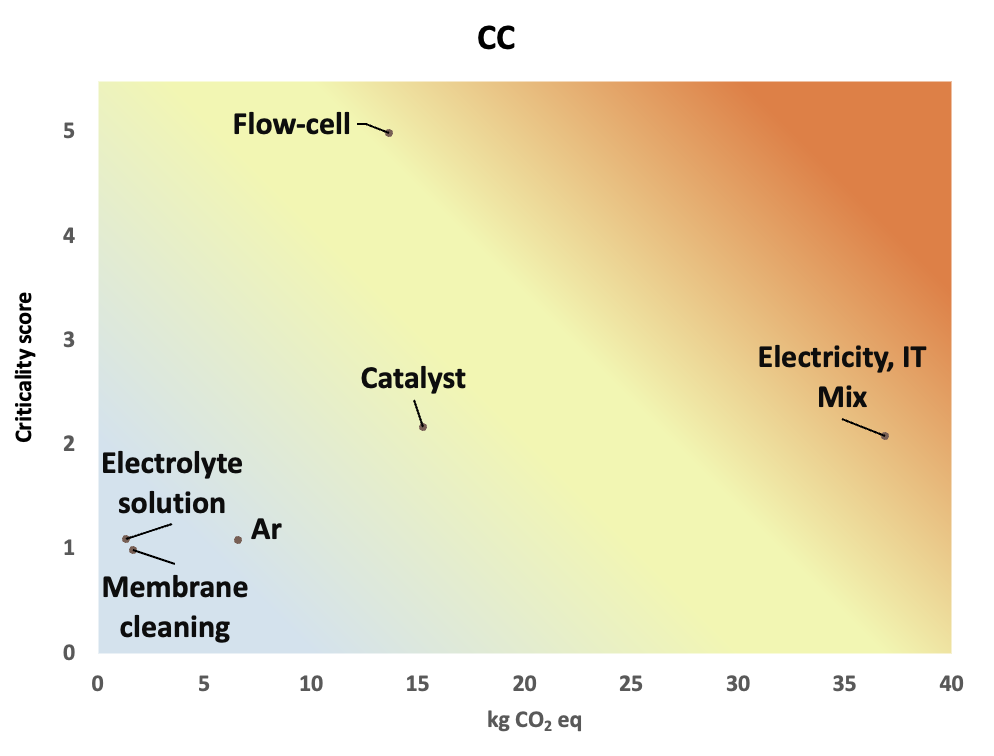 CC
Flow-cell
5
4
3
2
1
0
Criticality score
Catalyst
Electricity, IT
Mix
Electrolyte
solution
Ar
Membrane
cleaning
0 5 10 15 20 25 30 35 40
kg CO₂ eq